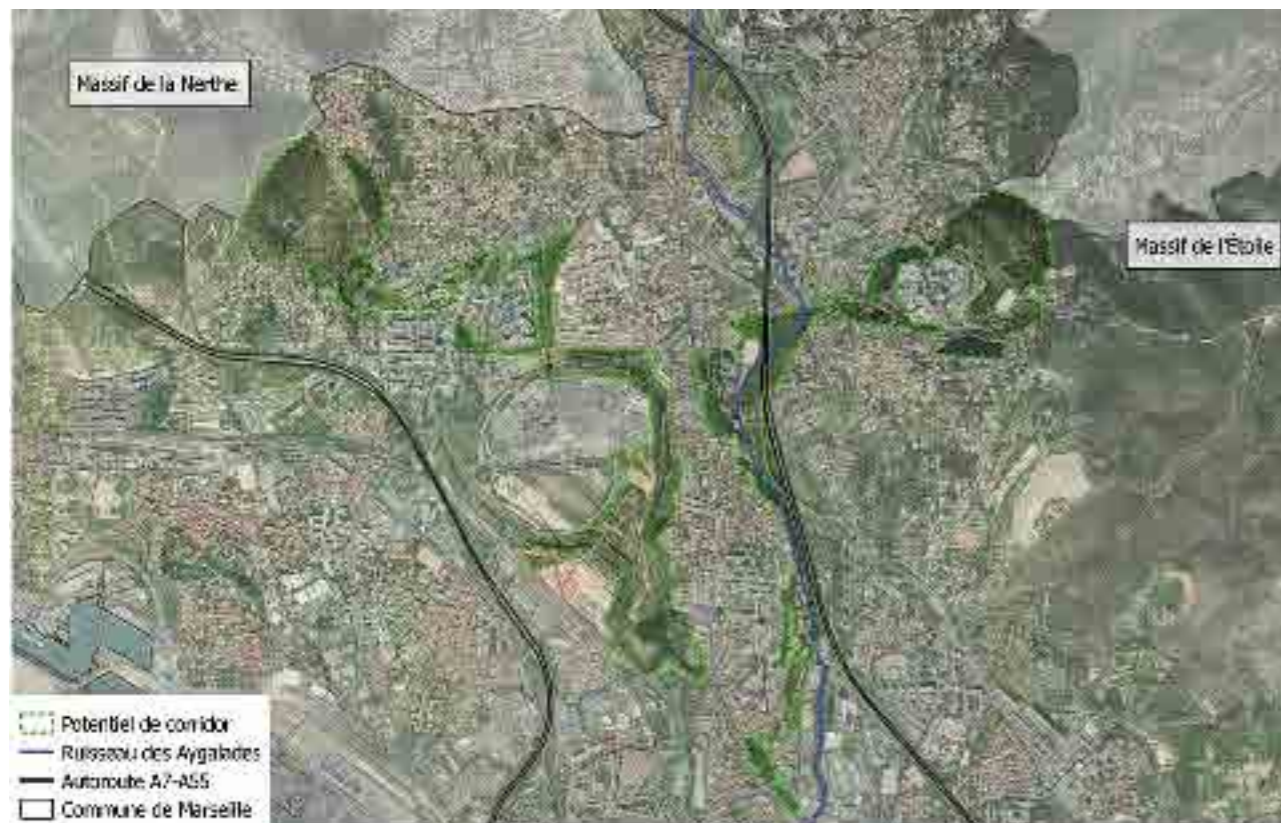 Massif de la Nerthe
Massif de l'Étoile
Potentiel de corridor
Ruisseau des Aygalades
Autoroute A7-A55
Commune de Marseille